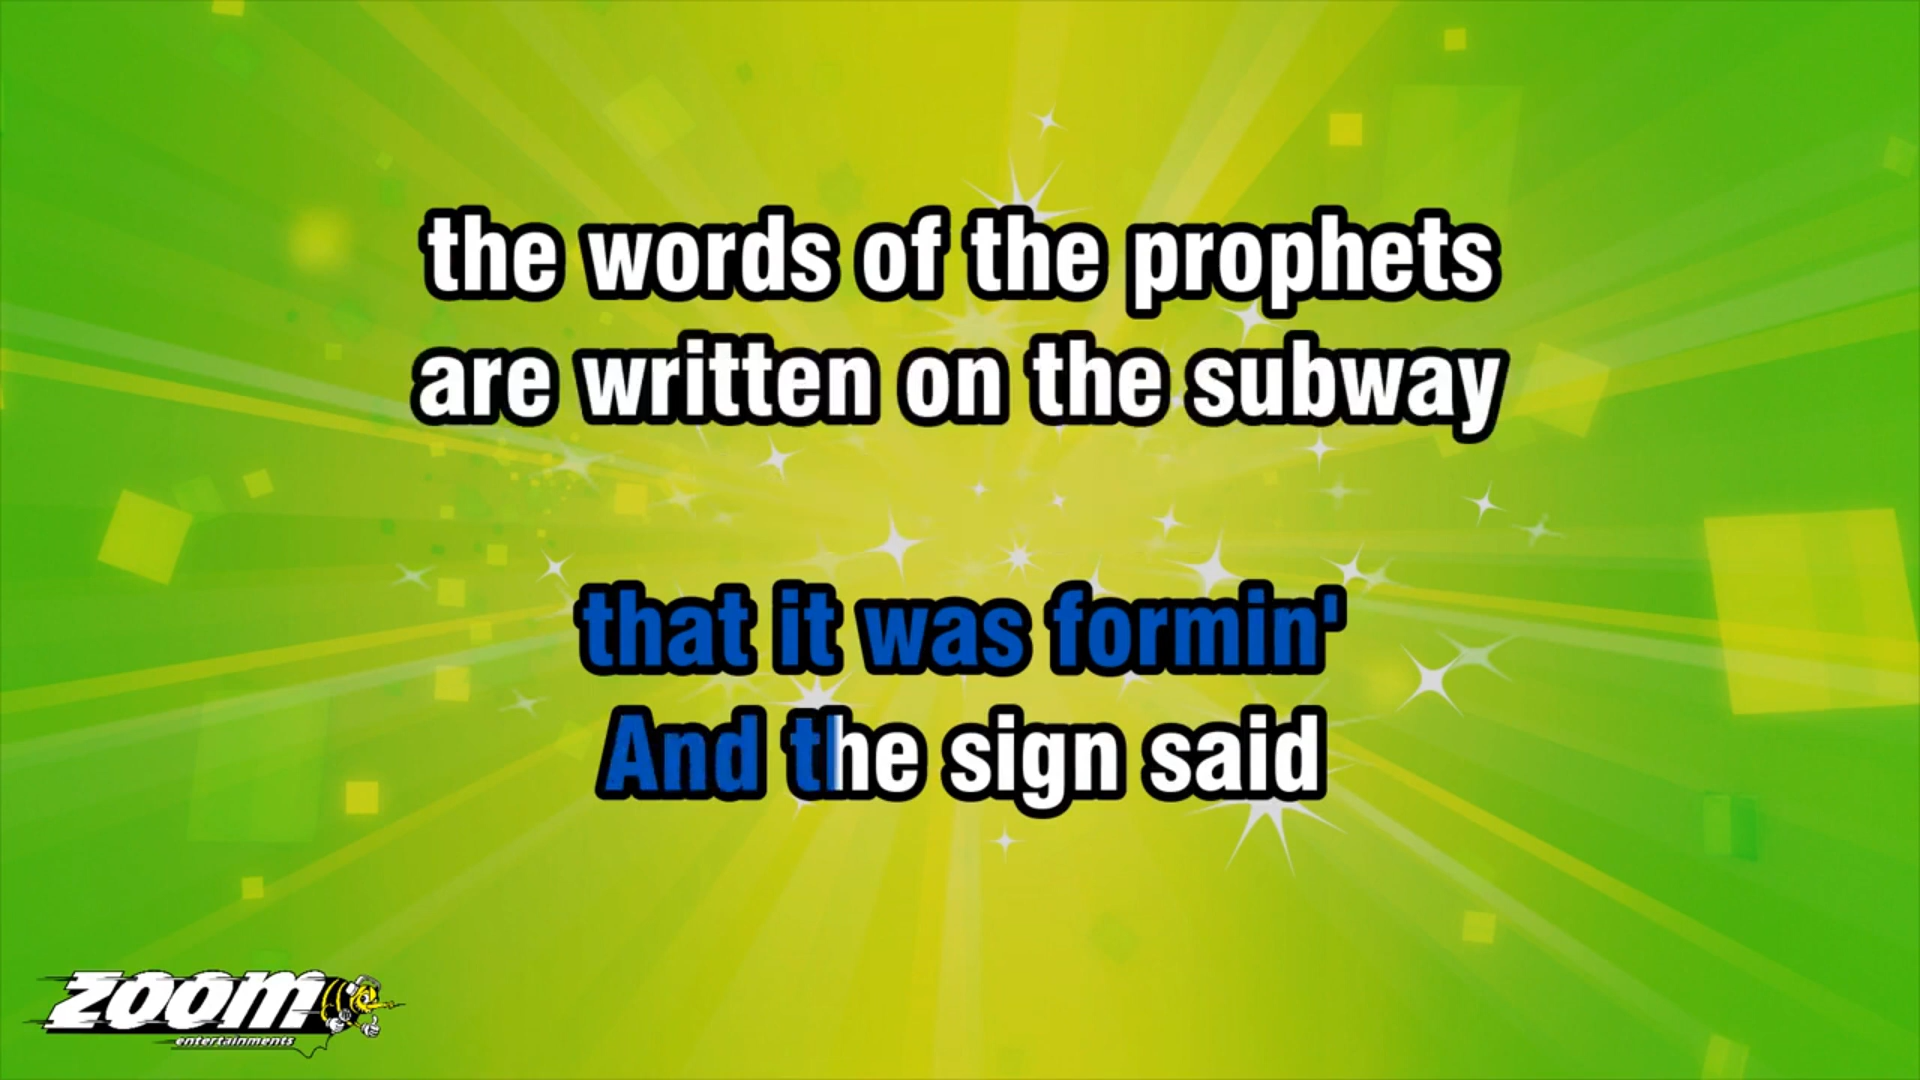 the words of the prophets
are written on the subway
that it was formin'
And the sign said
zoom
entertainments